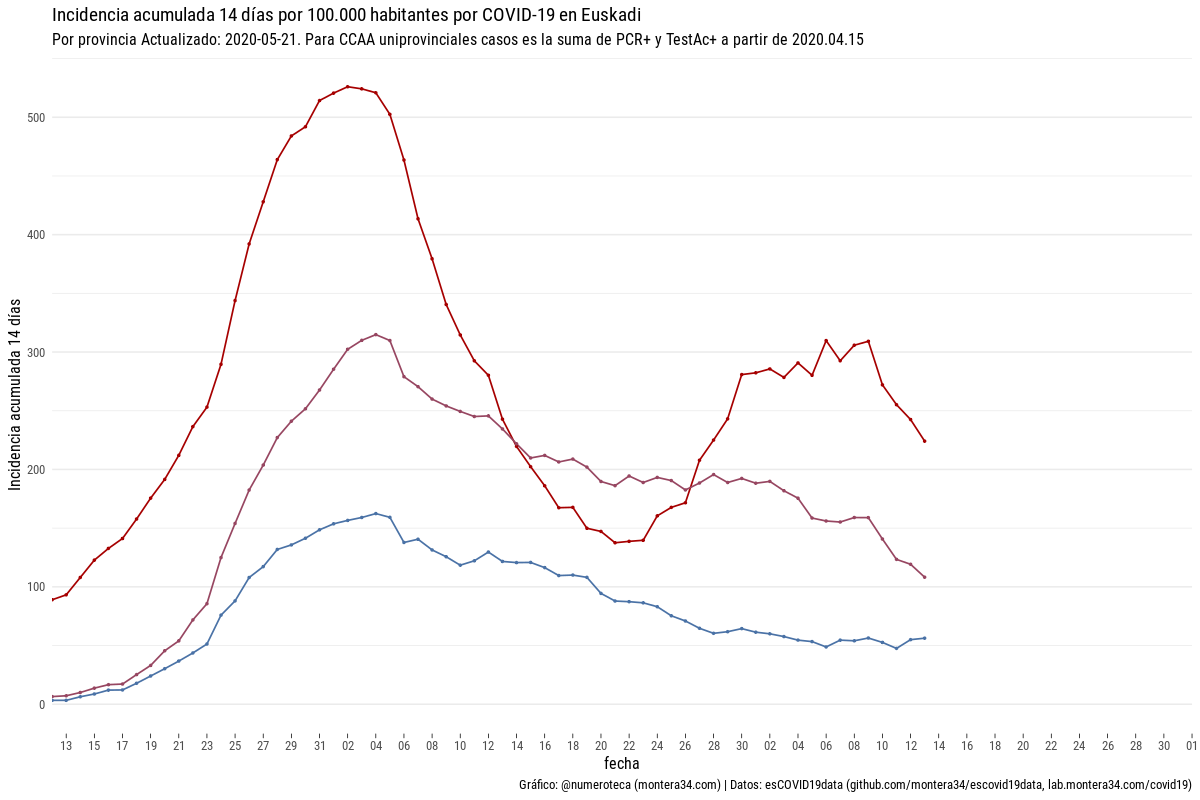 Incidencia acumulada 14 días por 100.000 habitantes por COVID-19 en Euskadi
Por provincia Actualizado: 2020-05-21. Para CCAA uniprovinciales casos es la suma de PCR+ y TestAc+ a partir de 2020.04.15
Incidencia acumulada 14 días
500
400
300
200
100
0
13 15 17 19 21 23 25 27 29 31 02 04 06 08 10 12 14 16 18 20 22 24 26 28 30 02 04 06 08 10 12 14 16 18 20 22 24 26 28 30 01
fecha
Gráfico: @numeroteca (montera34.com) | Datos: esCOVID19data (github.com/montera34/escovid19data, lab.montera34.com/covid19)